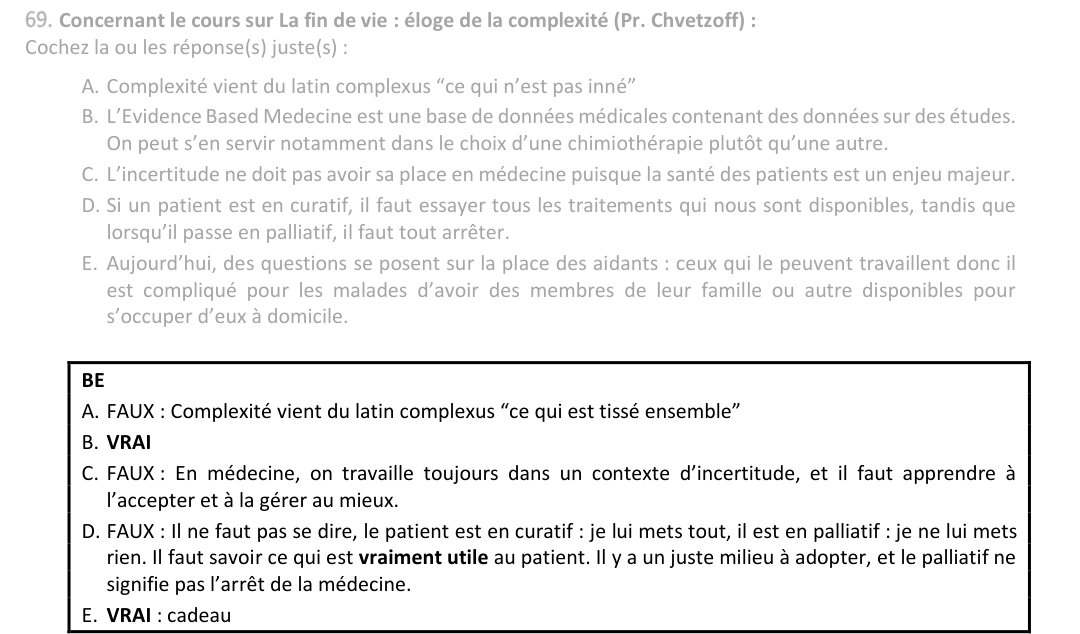 69. Concernant le cours sur La fin de vie : éloge de la complexité (Pr. Chvetzoff) :
Cochez la ou les réponse(s) juste(s) :
A. Complexité vient du latin complexus “ce qui n’est pas inné”
B. L’Evidence Based Medecine est une base de données médicales contenant des données sur des études.
On peut s’en servir notamment dans le choix d’une chimiothérapie plutôt qu’une autre.
C. L’incertitude ne doit pas avoir sa place en médecine puisque la santé des patients est un enjeu majeur.
D. Si un patient est en curatif, il faut essayer tous les traitements qui nous sont disponibles, tandis que
lorsqu’il passe en palliatif, il faut tout arrêter.
E. Aujourd’hui, des questions se posent sur la place des aidants : ceux qui le peuvent travaillent donc il
est compliqué pour les malades d’avoir des membres de leur famille ou autre disponibles pour
s’occuper d’eux à domicile.
BE
A. FAUX : Complexité vient du latin complexus “ce qui est tissé ensemble”
B. VRAI
C. FAUX : En médecine, on travaille toujours dans un contexte d’incertitude, et il faut apprendre à
l’accepter et à la gérer au mieux.
D. FAUX : Il ne faut pas se dire, le patient est en curatif : je lui mets tout, il est en palliatif : je ne lui mets
rien. Il faut savoir ce qui est vraiment utile au patient. Il y a un juste milieu à adopter, et le palliatif ne
signifie pas l’arrêt de la médecine.
E. VRAI : cadeau